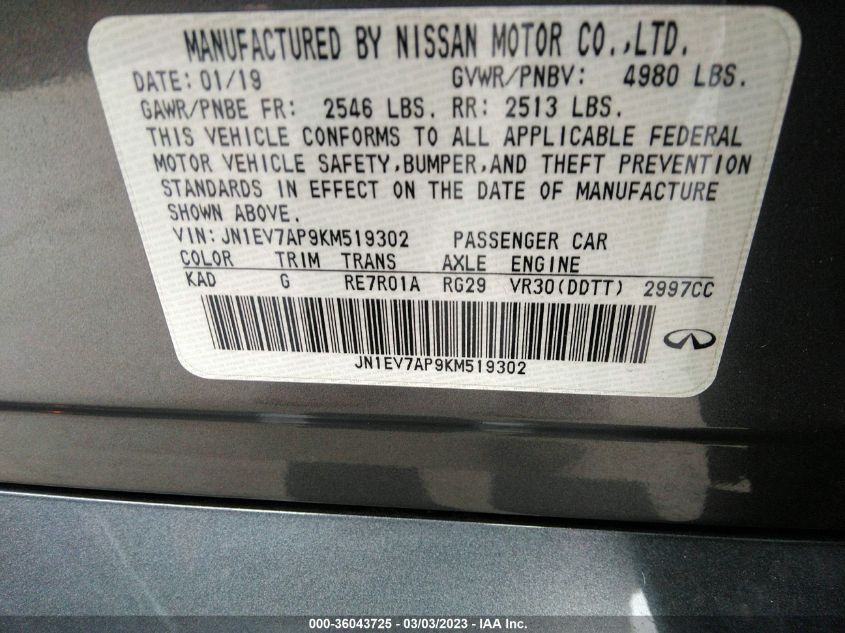 MANUFACTURED BY NISSAN MOTOR CO.,LTD.
DATE: 01/19 GVWR/PNBV: 4980 LBS.
GAWR/PNBE FR: 2546 LBS. RR: 2513 LBS.
THIS VEHICLE CONFORMS TO ALL APPLICABLE FEDERAL
MOTOR VEHICLE SAFETY,BUMPER,AND THEFT PREVENTION
STANDARDS IN EFFECT ON THE DATE OF MANUFACTURE
SHOWN ABOVE.
VIN: JN1EV7AP9KM519302 PASSENGER CAR
COLOR TRIM TRANS AXLE ENGINE
KAD G RE7R01A RG29 VR30(DDTT) 2997CC
JN1EV7AP9KM519302
000-36043725 - 03/03/2023 - IAA Inc.